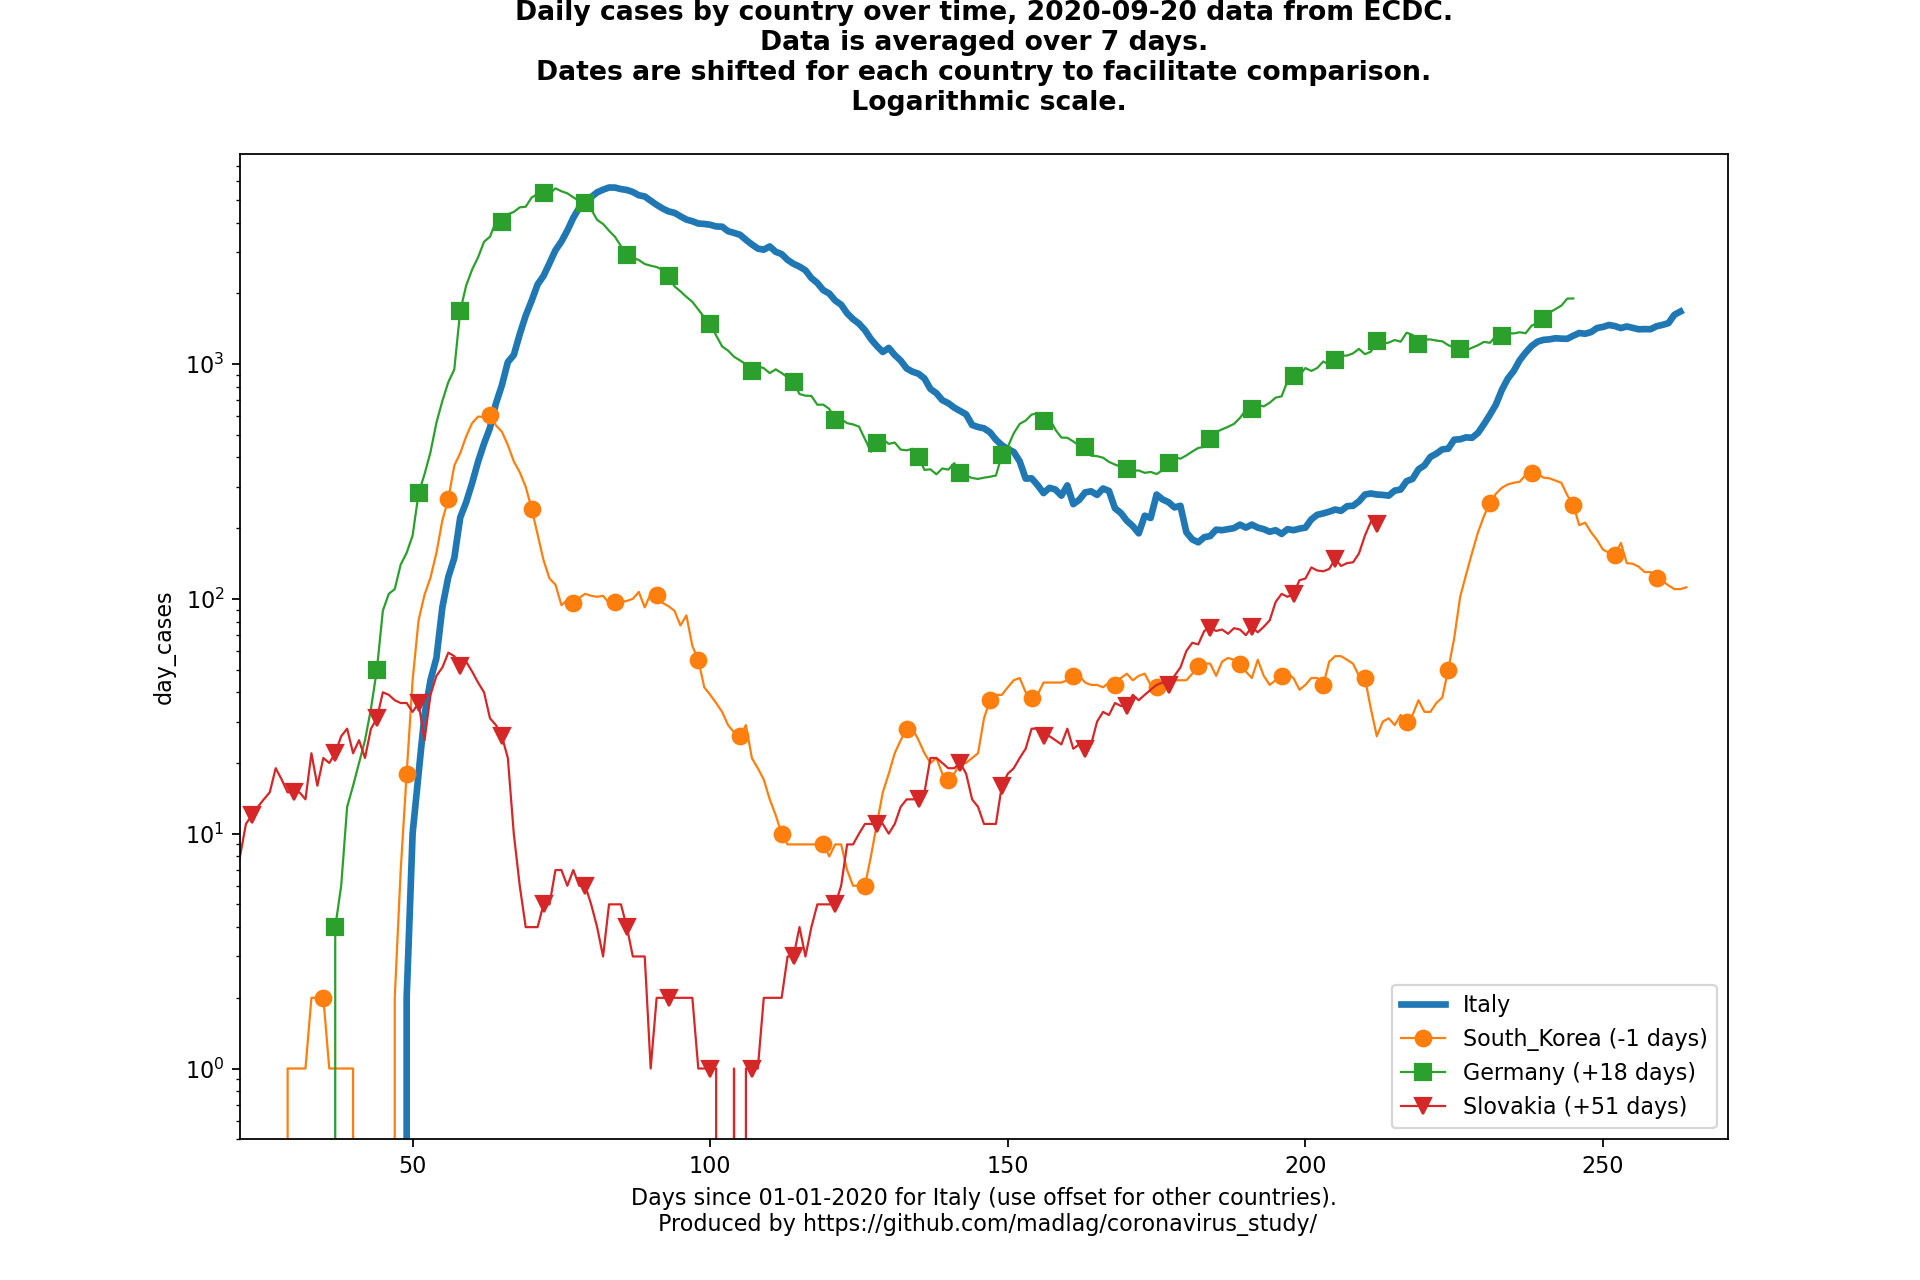 Daily cases by country over time, 2020-09-20 data from ECDC.
Data is averaged over 7 days.
Dates are shifted for each country to facilitate comparison.
Logarithmic scale.
day_cases
10³
10²
10¹
10⁰
50
100
150
200
250
Italy
South_Korea (-1 days)
Germany (+18 days)
Slovakia (+51 days)
Days since 01-01-2020 for Italy (use offset for other countries).
Produced by https://github.com/madlag/coronavirus_study/